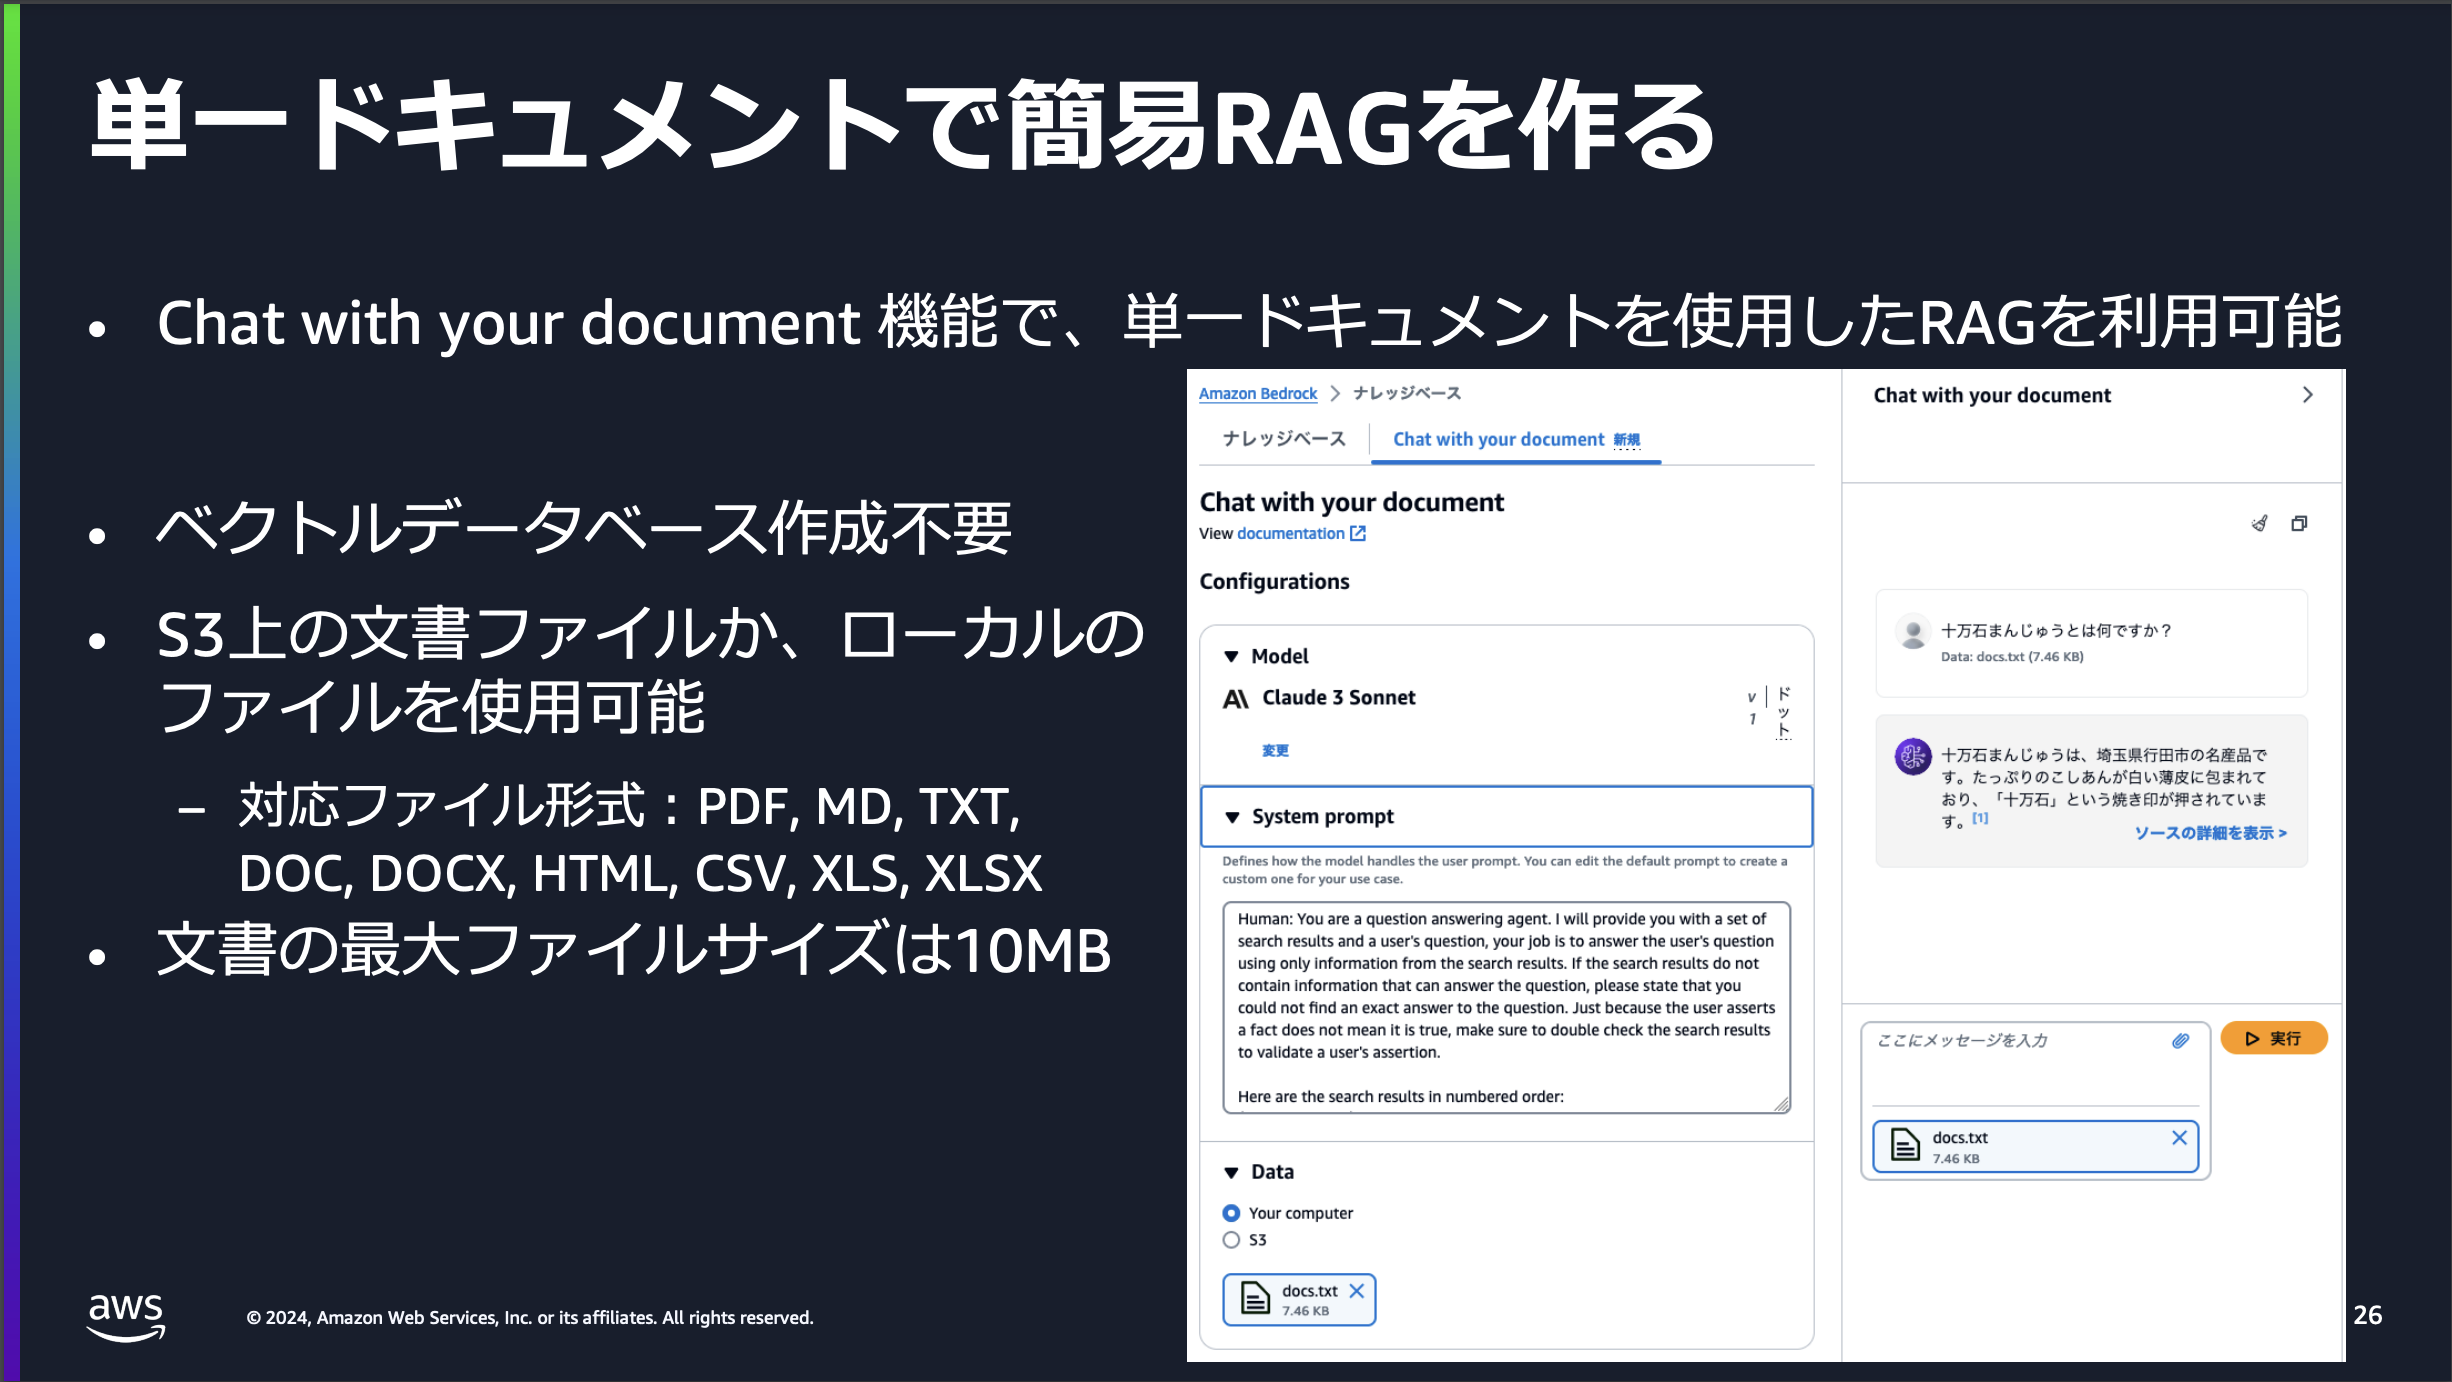 単一ドキュメントで簡易RAGを作る
• Chat with your document 機能で、単一ドキュメントを使用したRAGを利用可能
• ベクトルデータベース作成不要
• S3上の文書ファイルか、ローカルの
ファイルを使用可能
– 対応ファイル形式：PDF, MD, TXT,
DOC, DOCX, HTML, CSV, XLS, XLSX
• 文書の最大ファイルサイズは10MB
Amazon Bedrock > ナレッジベース
ナレッジベース | Chat with your document 新規
Chat with your document
View documentation
Configurations
Model
A\ Claude 3 Sonnet
v1 | ドット
変更
System prompt
Defines how the model handles the user prompt. You can edit the default prompt to create a
custom one for your use case.
Human: You are a question answering agent. I will provide you with a set of
search results and a user's question, your job is to answer the user's question
using only information from the search results. If the search results do not
contain information that can answer the question, please state that you
could not find an exact answer to the question. Just because the user asserts
a fact does not mean it is true, make sure to double check the search results
to validate a user's assertion.
Here are the search results in numbered order:
Data
Your computer
S3
docs.txt
7.46 KB
Chat with your document
十万石まんじゅうとは何ですか？
Data: docs.txt (7.46 KB)
十万石まんじゅうは、埼玉県行田市の名産品で
す。たっぷりのこしあんが白い薄皮に包まれて
おり、「十万石」という焼き印が押されていま
す。[1]
ソースの詳細を表示 >
ここにメッセージを入力
実行
docs.txt
7.46 KB
aws
© 2024, Amazon Web Services, Inc. or its affiliates. All rights reserved.
26